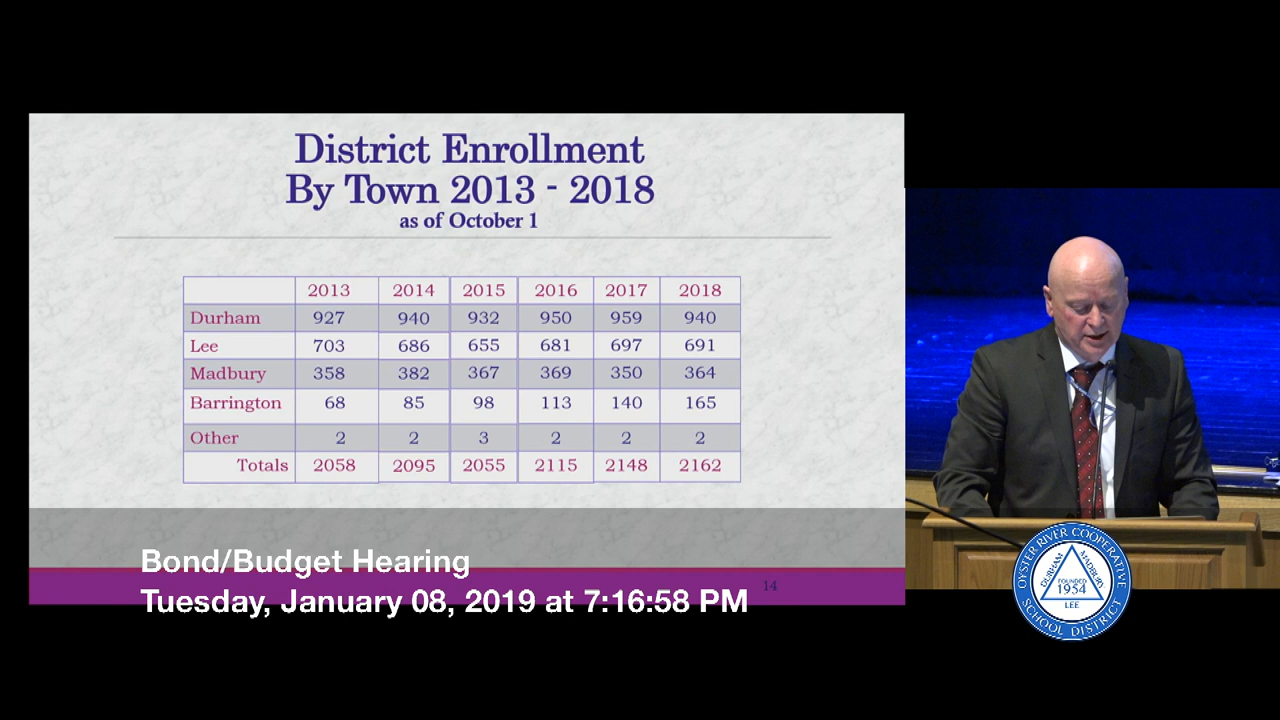 District Enrollment
By Town 2013 - 2018
as of October 1
2013 2014 2015 2016 2017 2018
Durham 927 940 932 950 959 940
Lee 703 686 655 681 697 691
Madbury 358 382 367 369 350 364
Barrington 68 85 98 113 140 165
Other 2 2 3 2 2 2
Totals 2058 2095 2055 2115 2148 2162
14
Bond/Budget Hearing
Tuesday, January 08, 2019 at 7:16:58 PM
OYSTER RIVER COOPERATIVE
SCHOOL DISTRICT
DURHAM
MADBURY
FOUNDED
1954
LEE